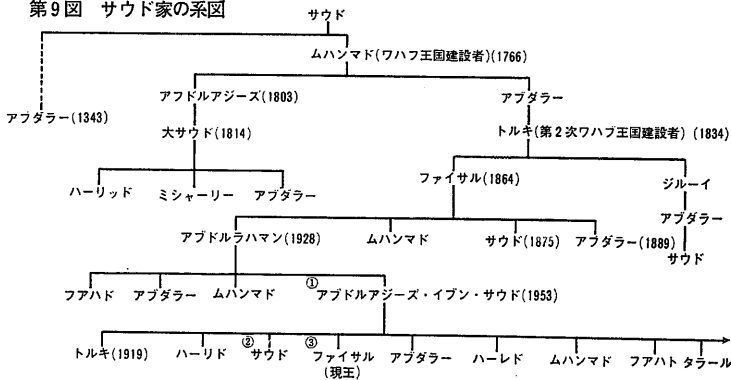 第9図 サウド家の系図
サウド
ムハンマド(ワハフ王国建設者)(1766)
アブダラー(1343)
アフドルアジーズ(1803)
アブダラー
大サウド(1814)
トルキ(第2次ワハブ王国建設者) (1834)
ハーリッド ミシャーリー アブダラー
ファイサル(1864)
ジルーイ
アブダラー
サウド
アブドルラハマン(1928) ムハンマド サウド(1875) アブダラー(1889)
フアハド アブダラー ムハンマド ①アブドルアジーズ・イブン・サウド(1953)
トルキ(1919) ハーリド ②サウド ③ファイサル アブダラー ハーレド ムハンマド フアハト タラール
(現王)